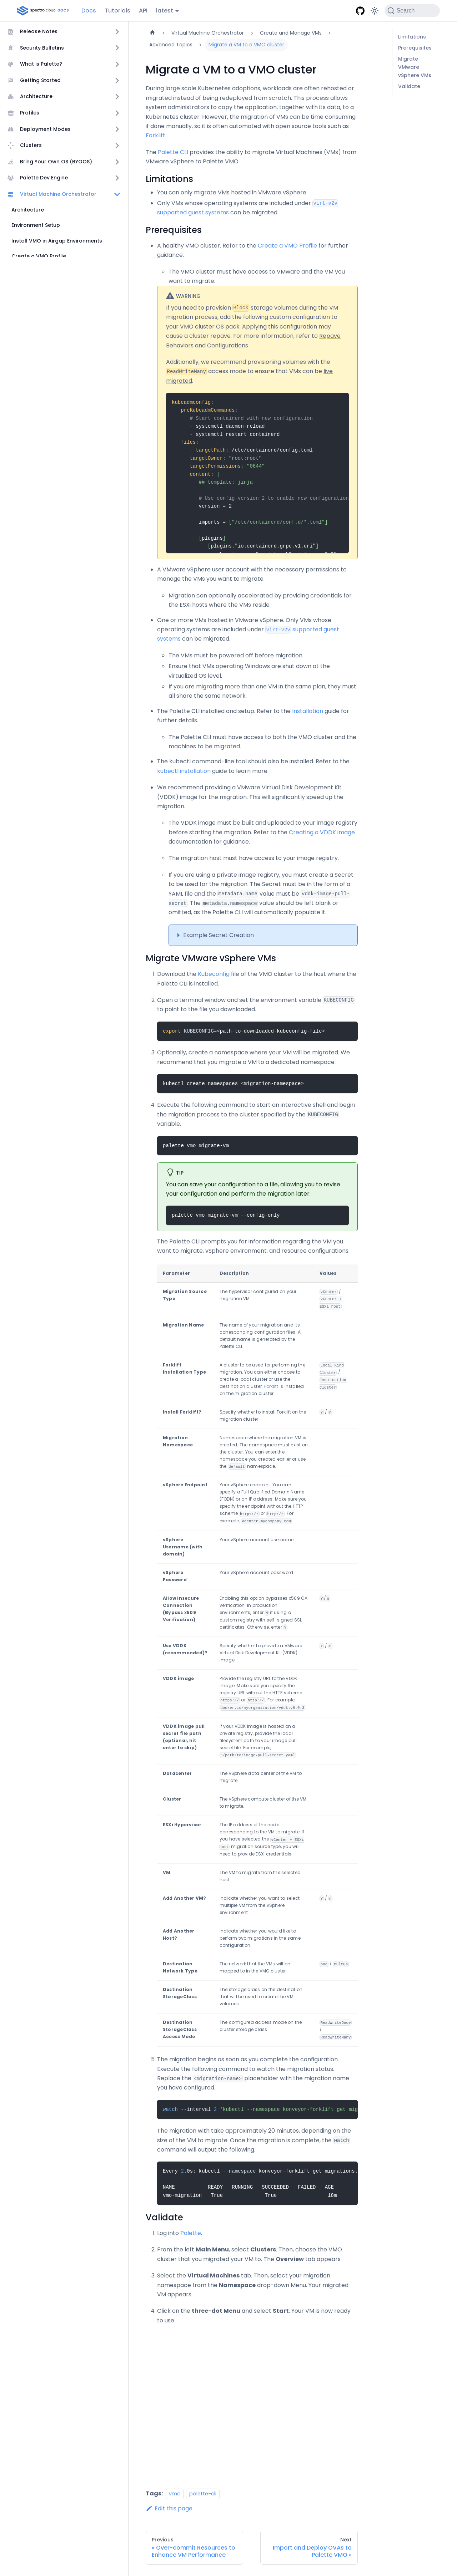 spectrocloud DOCS
Docs
Tutorials
API
latest
Search
Release Notes
Security Bulletins
What is Palette?
Getting Started
Architecture
Profiles
Deployment Modes
Clusters
Bring Your Own OS (BYOOS)
Palette Dev Engine
Virtual Machine Orchestrator
Architecture
Environment Setup
Install VMO in Airgap Environments
Create a VMO Profile
Virtual Machine Orchestrator
Create and Manage VMs
Advanced Topics
Migrate a VM to a VMO cluster
Limitations
Prerequisites
Migrate
VMware
vSphere VMs
Validate
Migrate a VM to a VMO cluster
During large scale Kubernetes adoptions, workloads are often rehosted or
migrated instead of being redeployed from scratch. This process allows
system administrators to copy the application, together with its data, to a
Kubernetes cluster. However, the migration of VMs can be time consuming
if done manually, so it is often automated with open source tools such as
Forklift.
The Palette CLI provides the ability to migrate Virtual Machines (VMs) from
VMware vSphere to Palette VMO.
Limitations
You can only migrate VMs hosted in VMware vSphere.
Only VMs whose operating systems are included under virt-v2v
supported guest systems can be migrated.
Prerequisites
A healthy VMO cluster. Refer to the Create a VMO Profile for further
guidance.
The VMO cluster must have access to VMware and the VM you
want to migrate.
WARNING
If you need to provision Block storage volumes during the VM
migration process, add the following custom configuration to
your VMO cluster OS pack. Applying this configuration may
cause a cluster repave. For more information, refer to Repave
Behaviors and Configurations
Additionally, we recommend provisioning volumes with the
ReadWriteMany access mode to ensure that VMs can be live
migrated.
kubeadmconfig:
preKubeadmCommands:
# Start containerd with new configuration
- systemctl daemon-reload
- systemctl restart containerd
files:
- targetPath: /etc/containerd/config.toml
targetOwner: "root:root"
targetPermissions: "0644"
content: |
## template: jinja
# Use config version 2 to enable new configuration
version = 2
imports = ["/etc/containerd/conf.d/*.toml"]
[plugins]
[plugins."io.containerd.grpc.v1.cri"]
A VMware vSphere user account with the necessary permissions to
manage the VMs you want to migrate.
Migration can optionally accelerated by providing credentials for
the ESXi hosts where the VMs reside.
One or more VMs hosted in VMware vSphere. Only VMs whose
operating systems are included under virt-v2v supported guest
systems can be migrated.
The VMs must be powered off before migration.
Ensure that VMs operating Windows are shut down at the
virtualized OS level.
If you are migrating more than one VM in the same plan, they must
all share the same network.
The Palette CLI installed and setup. Refer to the Installation guide for
further details.
The Palette CLI must have access to both the VMO cluster and the
machines to be migrated.
The kubectl command-line tool should also be installed. Refer to the
kubectl installation guide to learn more.
We recommend providing a VMware Virtual Disk Development Kit
(VDDK) image for the migration. This will significantly speed up the
migration.
The VDDK image must be built and uploaded to your image registry
before starting the migration. Refer to the Creating a VDDK image
documentation for guidance.
The migration host must have access to your image registry.
If you are using a private image registry, you must create a Secret
to be used for the migration. The Secret must be in the form of a
YAML file and the metadata.name value must be vddk-image-pull-
secret. The metadata.namespace value should be left blank or
omitted, as the Palette CLI will automatically populate it.
Example Secret Creation
Migrate VMware vSphere VMs
1. Download the Kubeconfig file of the VMO cluster to the host where the
Palette CLI is installed.
2. Open a terminal window and set the environment variable KUBECONFIG
to point to the file you downloaded.
export KUBECONFIG=<path-to-downloaded-kubeconfig-file>
3. Optionally, create a namespace where your VM will be migrated. We
recommend that you migrate a VM to a dedicated namespace.
kubectl create namespaces <migration-namespace>
4. Execute the following command to start an interactive shell and begin
the migration process to the cluster specified by the KUBECONFIG
variable.
palette vmo migrate-vm
TIP
You can save your configuration to a file, allowing you to revise
your configuration and perform the migration later.
palette vmo migrate-vm --config-only
The Palette CLI prompts you for information regarding the VM you
want to migrate, vSphere environment, and resource configurations.
Parameter Description Values
Migration Source Type The hypervisor configured on your migration VM. vCenter / vCenter + ESXi host
Migration Name The name of your migration and its corresponding configuration files. A default name is generated by the Palette CLI.
Forklift Installation Type A cluster to be used for performing the migration. You can either choose to create a local cluster or use the destination cluster. Forklift is installed on the migration cluster. Local Kind Cluster / Destination Cluster
Install Forklift? Specify whether to install Forklift on the migration cluster. Y / n
Migration Namespace Namespace where the migration VM is created. The namespace must exist on the cluster. You can enter the namespace you created earlier or use the default namespace.
vSphere Endpoint Your vSphere endpoint. You can specify a Full Qualified Domain Name (FQDN) or an IP address. Make sure you specify the endpoint without the HTTP scheme https:// or http://. For example, vcenter.mycompany.com.
vSphere Username (with domain) Your vSphere account username.
vSphere Password Your vSphere account password.
Allow Insecure Connection (Bypass x509 Verification) Enabling this option bypasses x509 CA verification. In production environments, enter N if using a custom registry with self-signed SSL certificates. Otherwise, enter Y. Y/n
Use VDDK (recommended)? Specify whether to provide a VMware Virtual Disk Development Kit (VDDK) image. Y / n
VDDK image Provide the registry URL to the VDDK image. Make sure you specify the registry URL without the HTTP scheme https:// or http://. For example, docker.io/myorganization/vddk:v8.0.0
VDDK image pull secret file path (optional, hit enter to skip) If your VDDK image is hosted on a private registry, provide the local filesystem path to your image pull secret file. For example, ~/path/to/image-pull-secret.yaml.
Datacenter The vSphere data center of the VM to migrate.
Cluster The vSphere compute cluster of the VM to migrate.
ESXi Hypervisor The IP address of the node corresponding to the VM to migrate. If you have selected the vCenter + ESXi host migration source type, you will need to provide ESXi credentials.
VM The VM to migrate from the selected host.
Add Another VM? Indicate whether you want to select multiple VM from the vSphere environment. Y / n
Add Another Host? Indicate whether you would like to perform two migrations in the same configuration.
Destination Network Type The network that the VMs will be mapped to in the VMO cluster. pod / multus
Destination StorageClass The storage class on the destination that will be used to create the VM volumes.
Destination StorageClass Access Mode The configured access mode on the cluster storage class. ReadWriteOnce / ReadWriteMany
5. The migration begins as soon as you complete the configuration.
Execute the following command to watch the migration status.
Replace the <migration-name> placeholder with the migration name
you have configured.
watch --interval 2 'kubectl --namespace konveyor-forklift get mig
The migration with take approximately 20 minutes, depending on the
size of the VM to migrate. Once the migration is complete, the watch
command will output the following.
Every 2.0s: kubectl --namespace konveyor-forklift get migrations.
NAME READY RUNNING SUCCEEDED FAILED AGE
vmo-migration True True 18m
Validate
1. Log into Palette.
2. From the left Main Menu, select Clusters. Then, choose the VMO
cluster that you migrated your VM to. The Overview tab appears.
3. Select the Virtual Machines tab. Then, select your migration
namespace from the Namespace drop-down Menu. Your migrated
VM appears.
4. Click on the three-dot Menu and select Start. Your VM is now ready
to use.
Tags: vmo palette-cli
Edit this page
Previous
« Over-commit Resources to
Enhance VM Performance
Next
Import and Deploy OVAs to
Palette VMO »